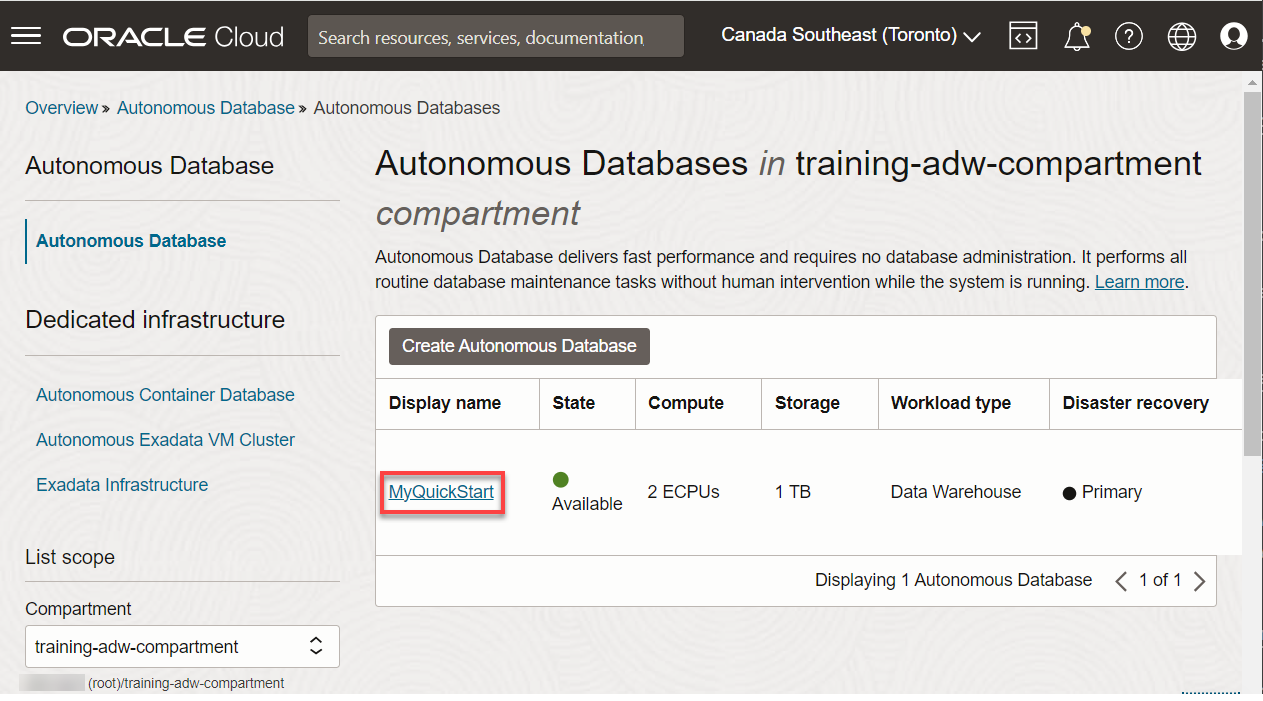 ORACLE Cloud
Search resources, services, documentation
Canada Southeast (Toronto)
Overview » Autonomous Database » Autonomous Databases
Autonomous Database
Autonomous Database
Dedicated infrastructure
Autonomous Container Database
Autonomous Exadata VM Cluster
Exadata Infrastructure
List scope
Compartment
training-adw-compartment
(root)/training-adw-compartment
Autonomous Databases in training-adw-compartment
compartment
Autonomous Database delivers fast performance and requires no database administration. It performs all
routine database maintenance tasks without human intervention while the system is running. Learn more.
Create Autonomous Database
Display name State Compute Storage Workload type Disaster recovery
MyQuickStart Available 2 ECPUs 1 TB Data Warehouse Primary
Displaying 1 Autonomous Database 1 of 1